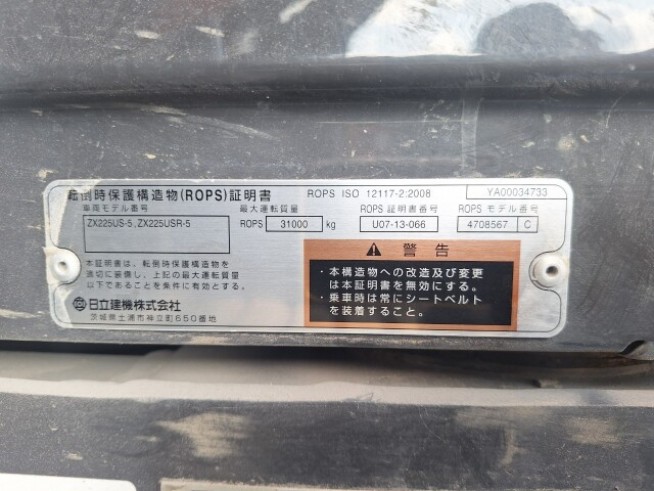 転倒時保護構造物(ROPS)証明書 ROPS ISO 12117-2:2008 YA00034733
車両モデル番号 最大運転質量 ROPS 証明書番号 ROPS モデル番号
ZX225US-5, ZX225USR-5 ROPS 31000 kg U07-13-066 4708567 C
本証明書は、転倒時保護構造物を
適切に装備し、上記の最大運転質量
以下であることを条件に有効とする。
警告
・本構造物への改造及び変更
は本証明書を無効にする。
・乗車時は常にシートベルト
を装着すること。
日立建機株式会社
茨城県土浦市神立町650番地